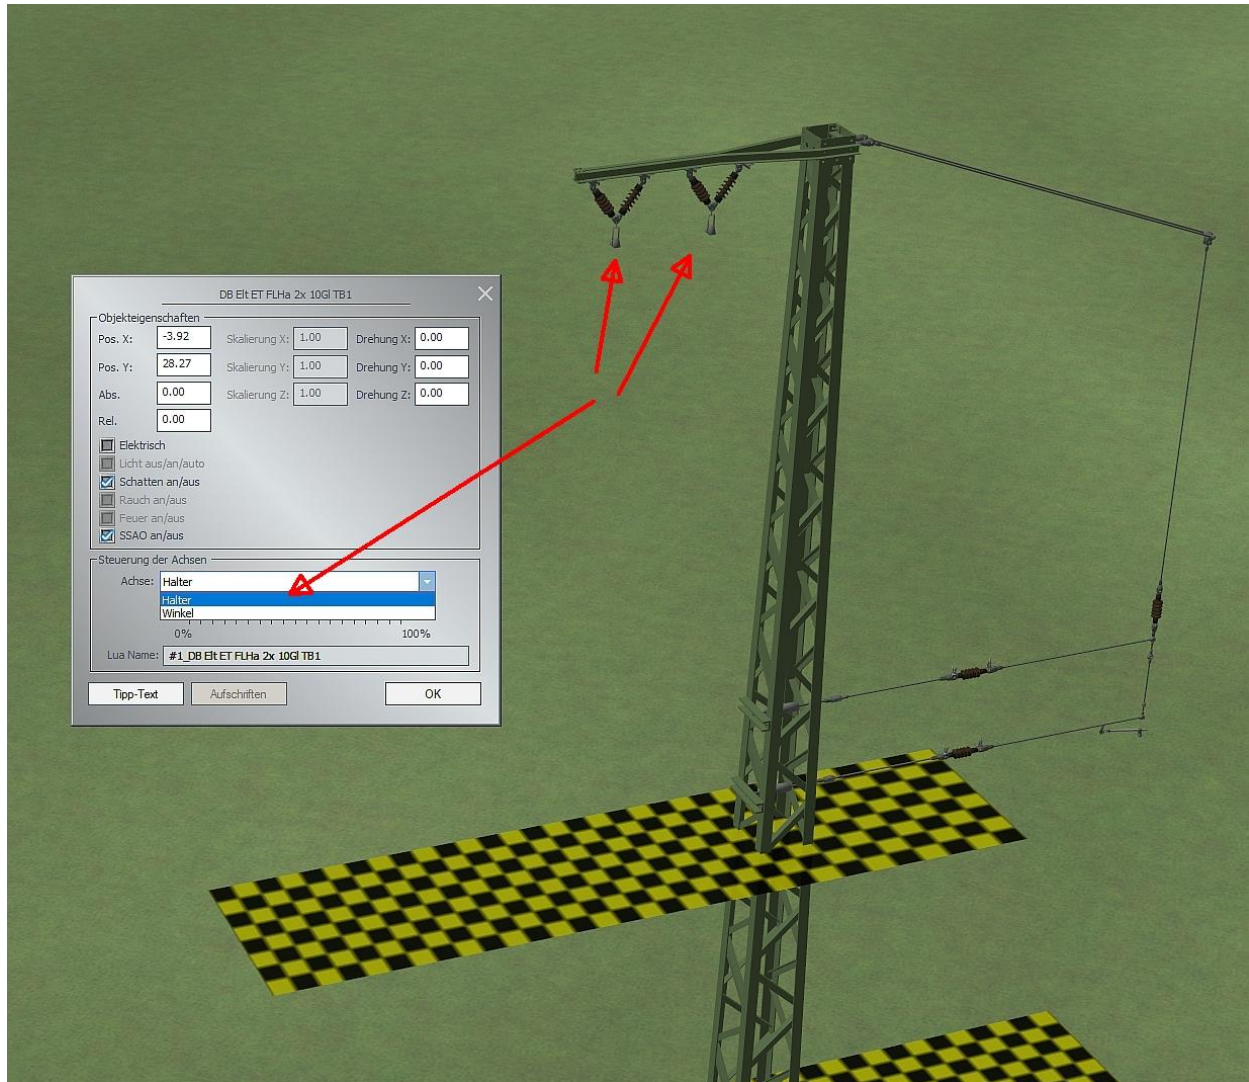 DB Elt ET FLHa 2x 10Gl TB1
Objekteigenschaften
Pos. X: -3.92 Skalierung X: 1.00 Drehung X: 0.00
Pos. Y: 28.27 Skalierung Y: 1.00 Drehung Y: 0.00
Abs. 0.00 Skalierung Z: 1.00 Drehung Z: 0.00
Rel. 0.00
Elektrisch
Licht aus/an/auto
Schatten an/aus
Rauch an/aus
Feuer an/aus
SSAO an/aus
Steuerung der Achsen
Achse: Halter
Halter
Winkel
0% 100%
Lua Name: #1_DB Elt ET FLHa 2x 10Gl TB1
Tipp-Text Aufschriften OK